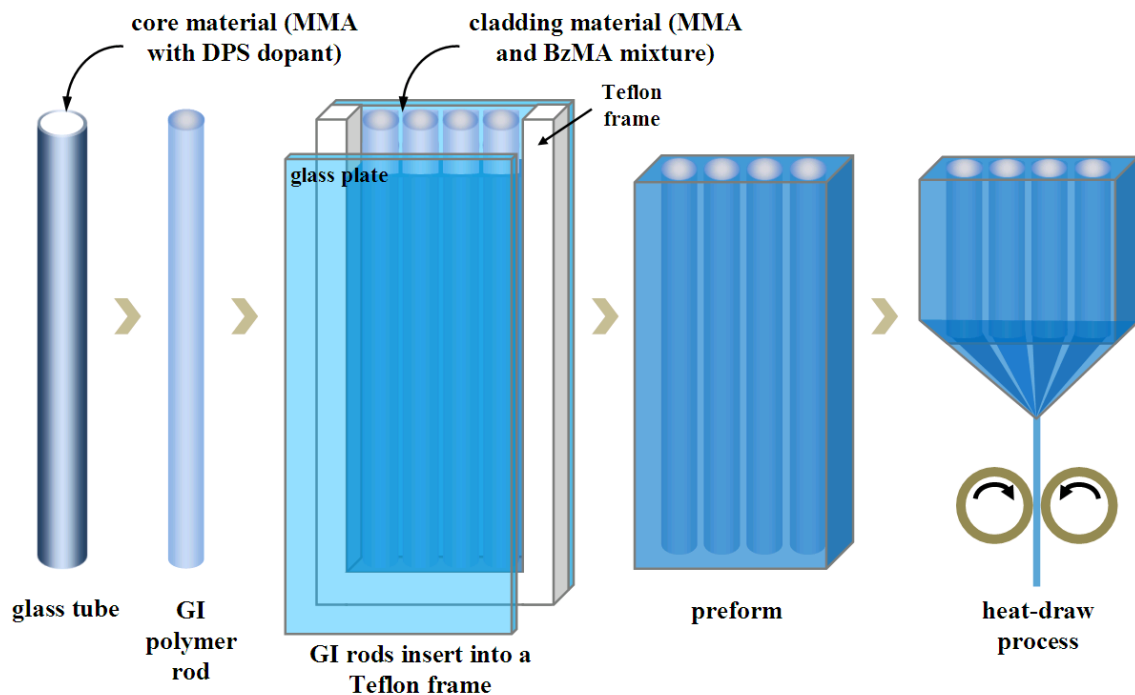 core material (MMA
with DPS dopant)
cladding material (MMA
and BzMA mixture)
Teflon
frame
glass plate
glass tube
GI
polymer
rod
GI rods insert into a
Teflon frame
preform
heat-draw
process